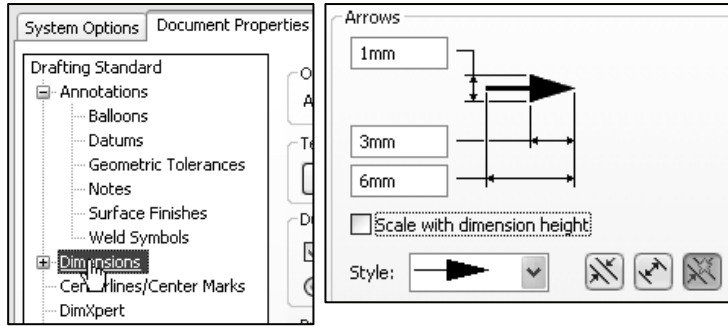 System Options
Document Properties
Drafting Standard
Annotations
Balloons
Datums
Geometric Tolerances
Notes
Surface Finishes
Weld Symbols
Dimensions
Centerlines/Center Marks
DimXpert
Arrows
1mm
3mm
6mm
Scale with dimension height
Style: